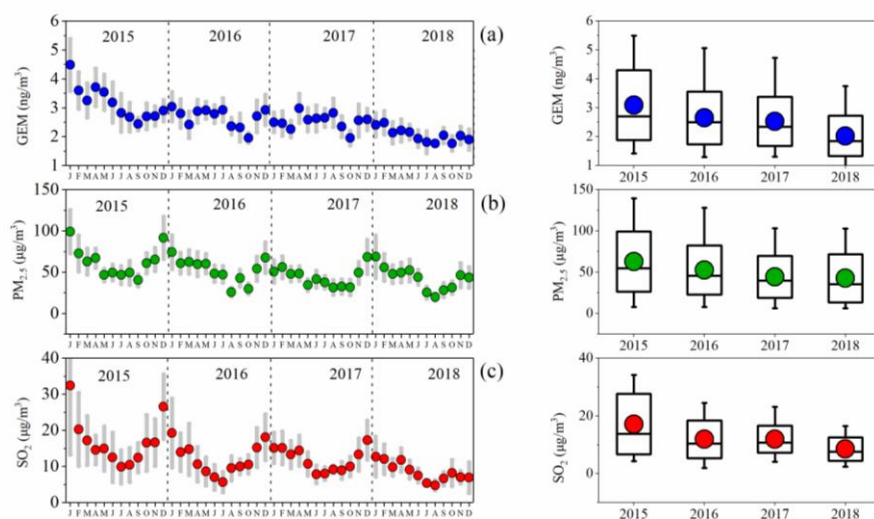 6
5
4
3
2
1
GEM (ng/m³)
2015
2016
2017
2018
(a)
J F M A M J J A S O N D J F M A M J J A S O N D J F M A M J J A S O N D J F M A M J J A S O N D
150
100
50
0
PM₂.₅ (μg/m³)
2015
2016
2017
2018
(b)
J F M A M J J A S O N D J F M A M J J A S O N D J F M A M J J A S O N D J F M A M J J A S O N D
40
30
20
10
0
SO₂ (μg/m³)
2015
2016
2017
2018
(c)
J F M A M J J A S O N D J F M A M J J A S O N D J F M A M J J A S O N D J F M A M J J A S O N D
6
5
4
3
2
1
GEM (ng/m³)
2015 2016 2017 2018
150
100
50
0
PM₂.₅ (μg/m³)
2015 2016 2017 2018
40
20
10
0
SO₂ (μg/m³)
2015 2016 2017 2018